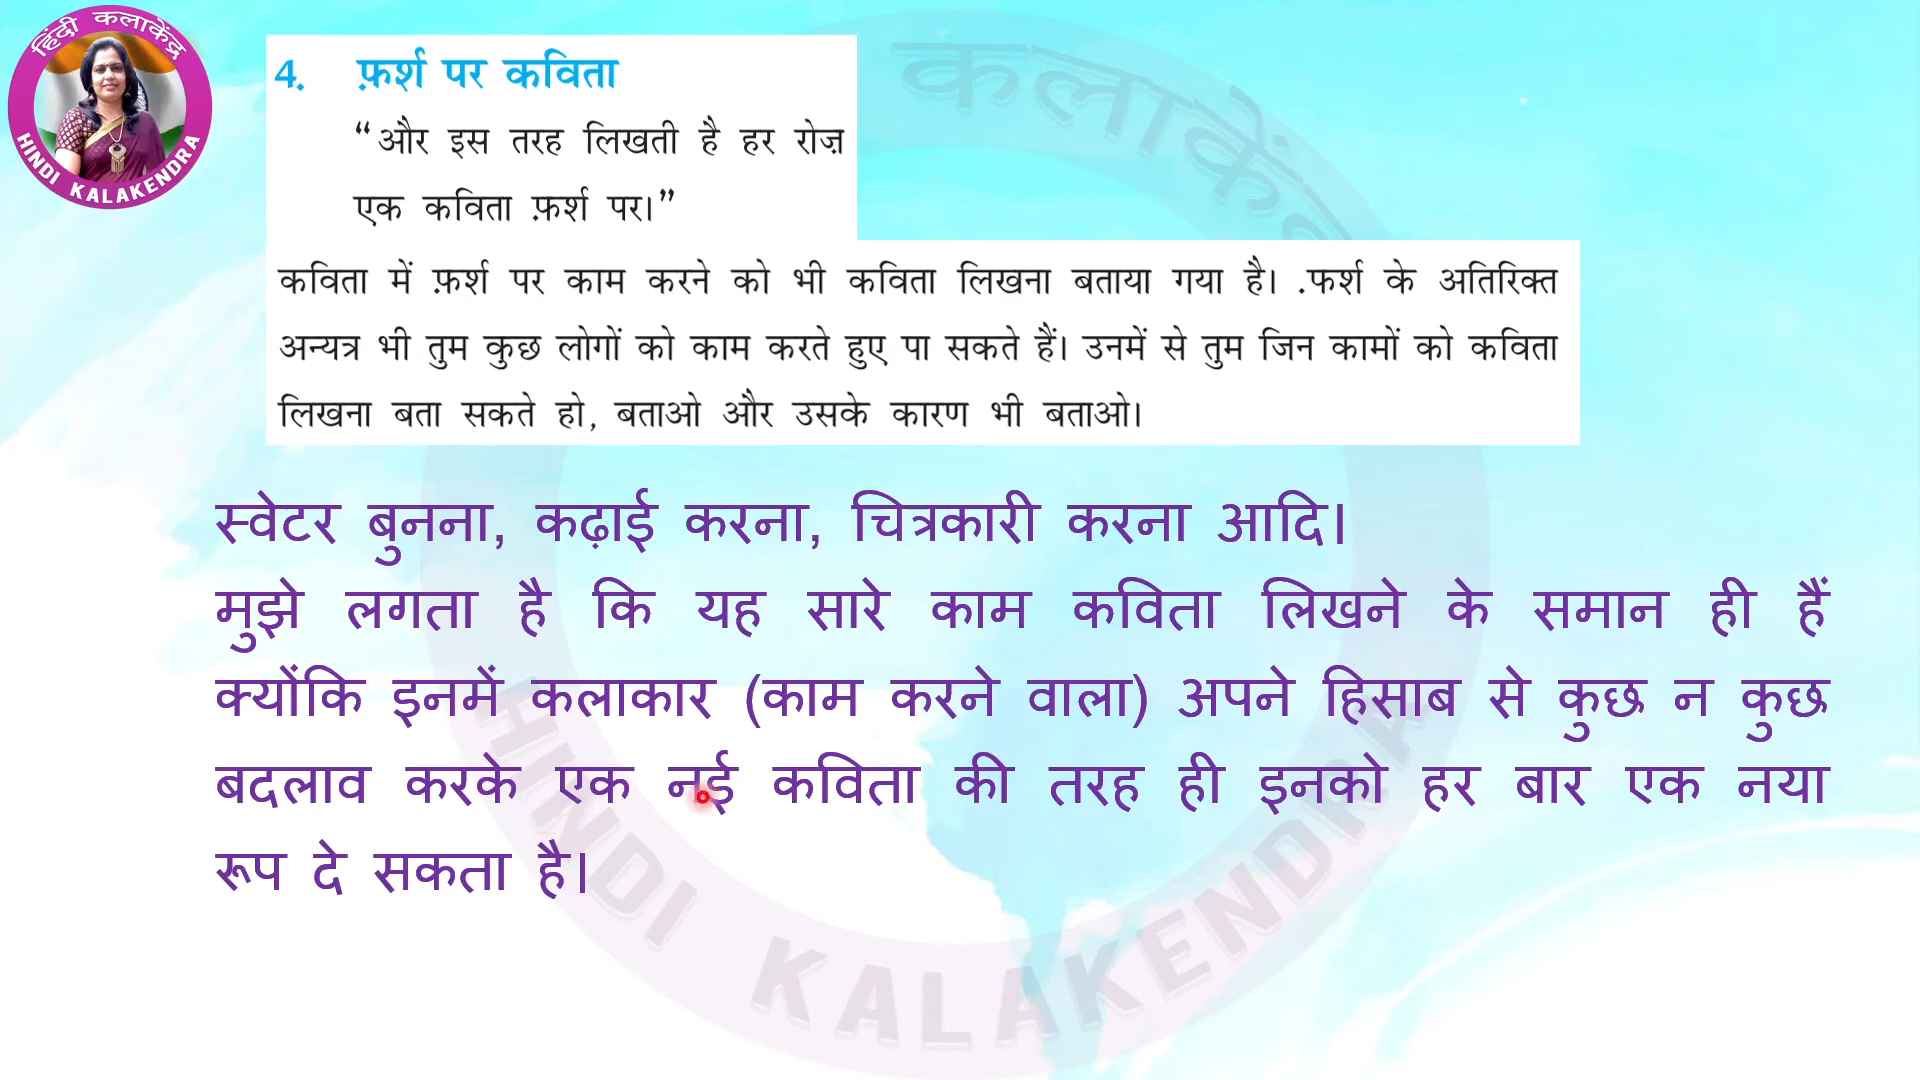 हिंदी कलाकेंद्र
HINDI KALAKENDRA
4. फ़र्श पर कविता
“और इस तरह लिखती है हर रोज़
एक कविता फ़र्श पर।”
कविता में फ़र्श पर काम करने को भी कविता लिखना बताया गया है। .फर्श के अतिरिक्त
अन्यत्र भी तुम कुछ लोगों को काम करते हुए पा सकते हैं। उनमें से तुम जिन कामों को कविता
लिखना बता सकते हो, बताओ और उसके कारण भी बताओ।
स्वेटर बुनना, कढ़ाई करना, चित्रकारी करना आदि।
मुझे लगता है कि यह सारे काम कविता लिखने के समान ही हैं
क्योंकि इनमें कलाकार (काम करने वाला) अपने हिसाब से कुछ न कुछ
बदलाव करके एक नई कविता की तरह ही इनको हर बार एक नया
रूप दे सकता है।
HINDI KALAKENDRA